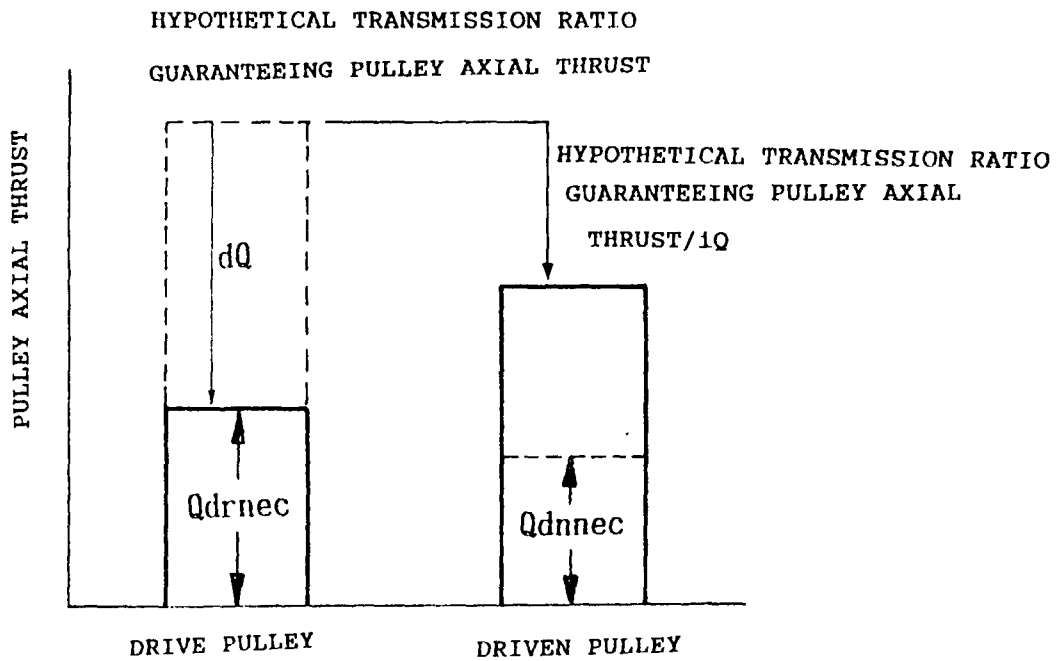 HYPOTHETICAL TRANSMISSION RATIO
GUARANTEEING PULLEY AXIAL THRUST
PULLEY AXIAL THRUST
HYPOTHETICAL TRANSMISSION RATIO
GUARANTEEING PULLEY AXIAL
THRUST/iQ
dQ
Qdrnec
Qdnnec
DRIVE PULLEY
DRIVEN PULLEY